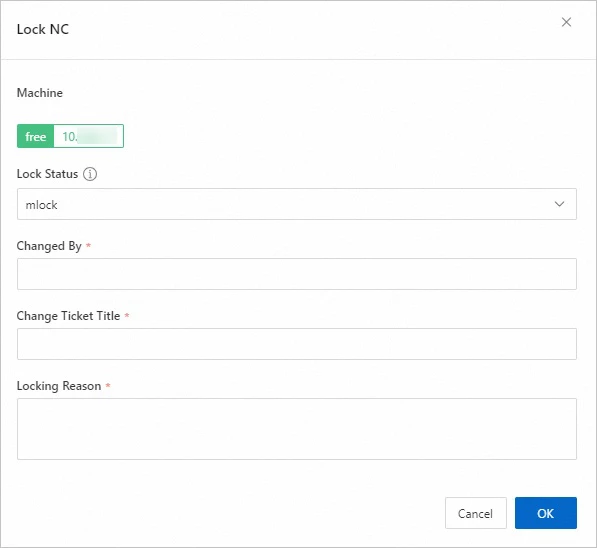 Lock NC
Machine
free 10.
Lock Status
mlock
Changed By *
Change Ticket Title *
Locking Reason *
Cancel OK